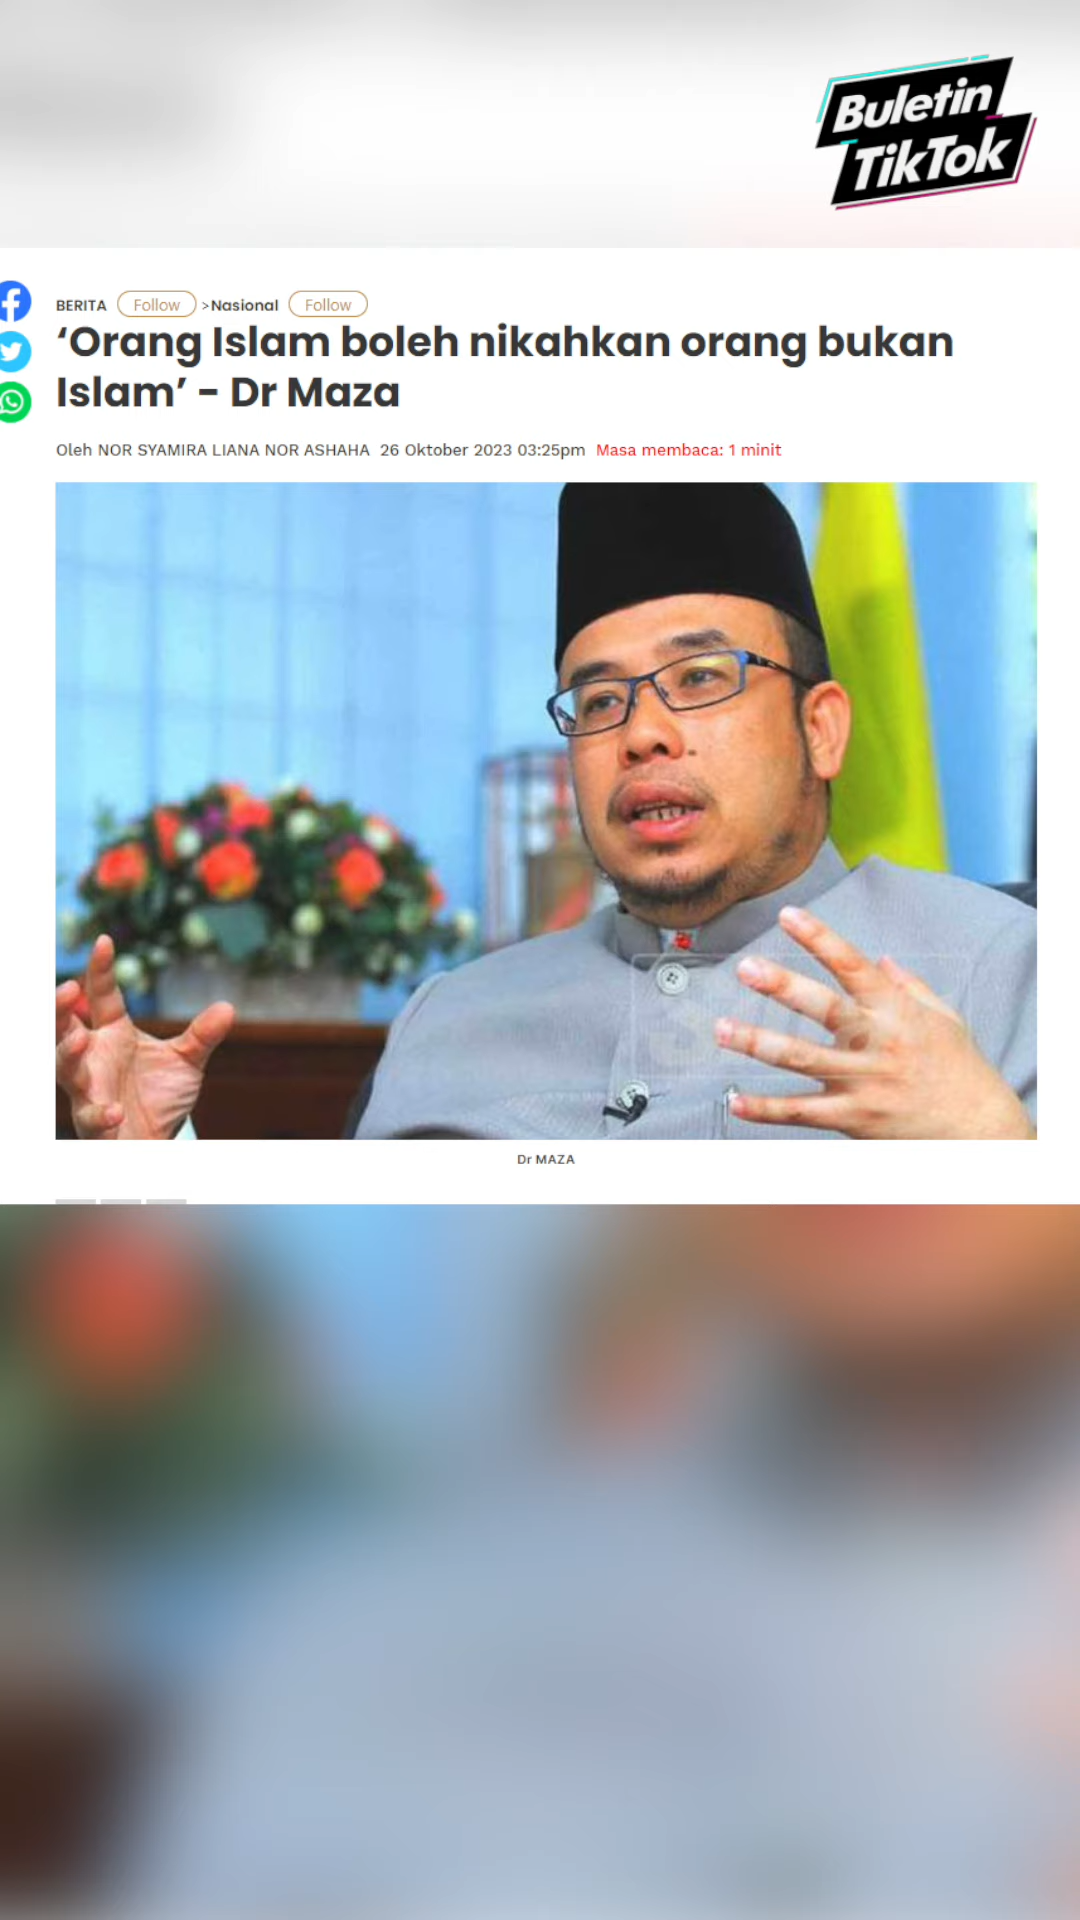 Buletin
TikTok
BERITA Follow >Nasional Follow
‘Orang Islam boleh nikahkan orang bukan
Islam’ - Dr Maza
Oleh NOR SYAMIRA LIANA NOR ASHAHA 26 Oktober 2023 03:25pm Masa membaca: 1 minit
Dr MAZA